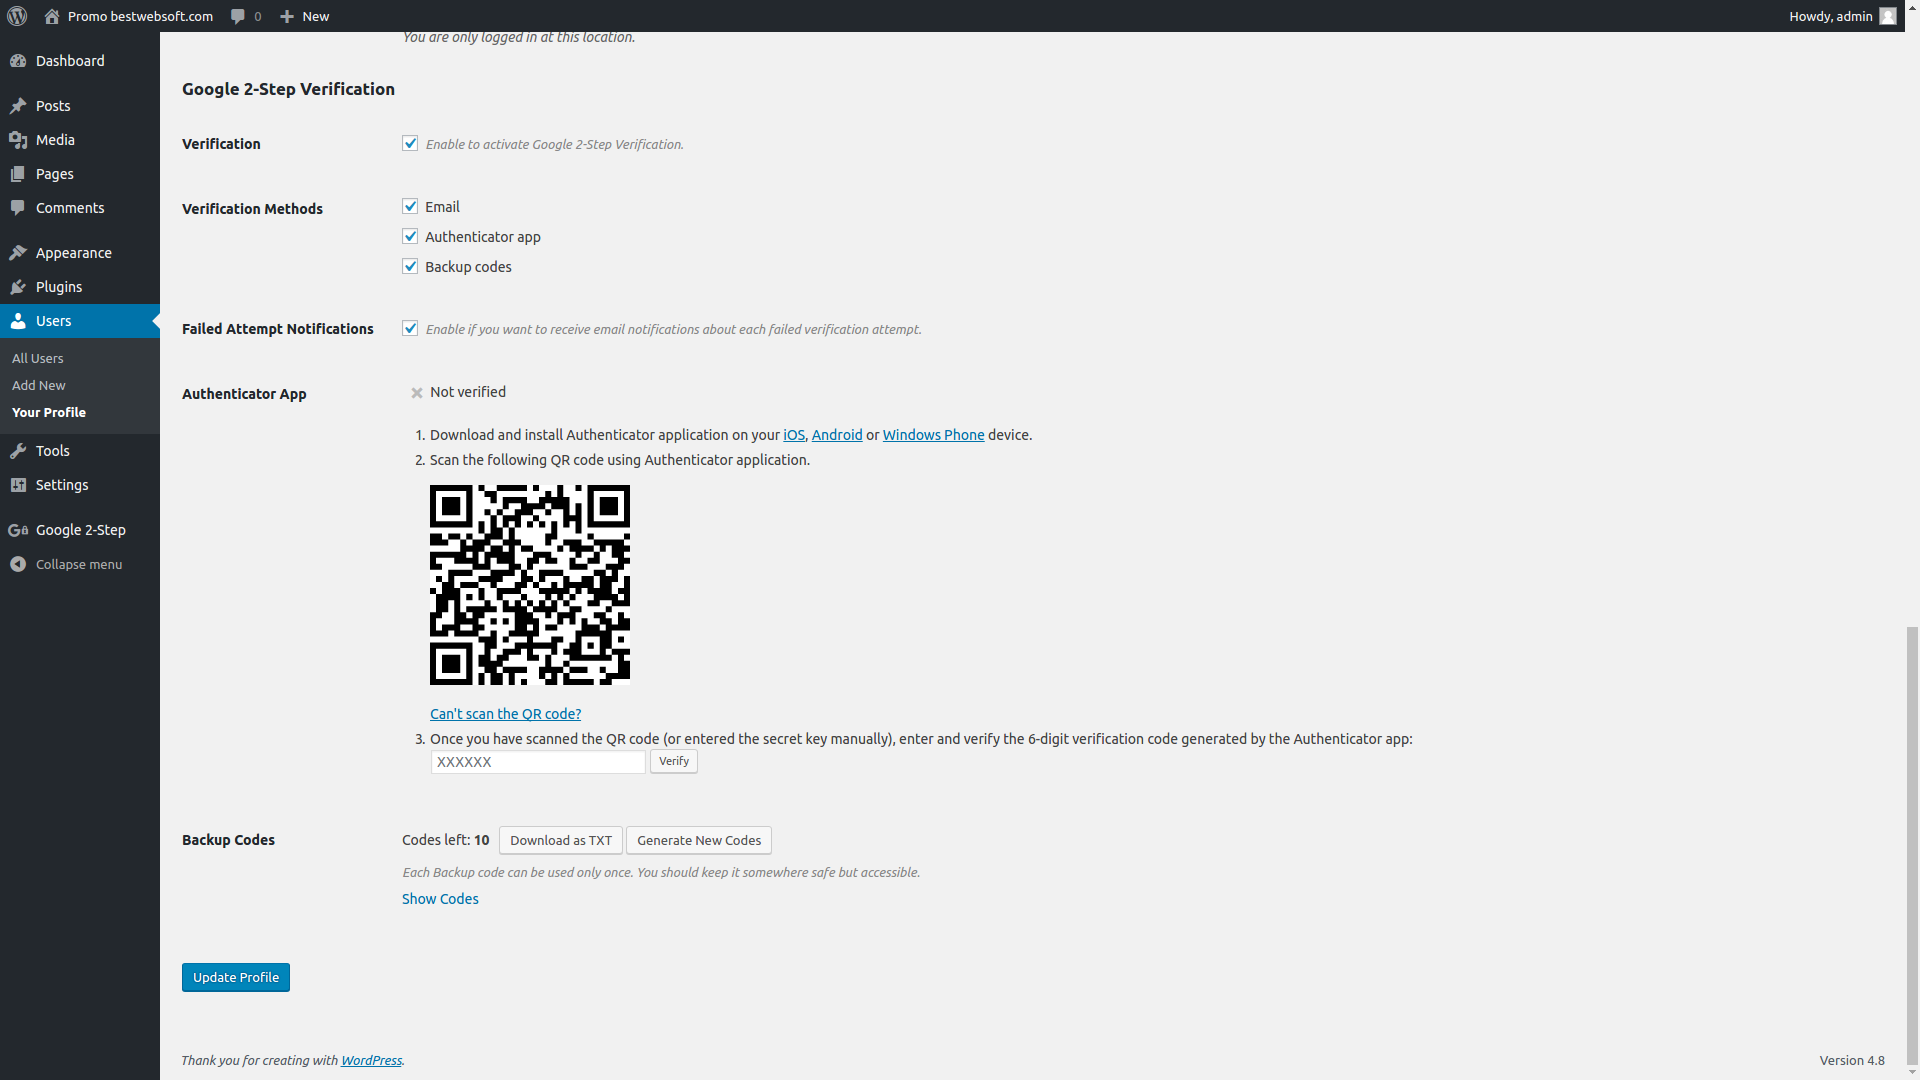 Promo bestwebsoft.com 0 New Howdy, admin
Dashboard
Posts
Media
Pages
Comments
Appearance
Plugins
Users
All Users
Add New
Your Profile
Tools
Settings
Google 2-Step
Collapse menu
You are only logged in at this location.
Google 2-Step Verification
Verification Enable to activate Google 2-Step Verification.
Verification Methods Email
Authenticator app
Backup codes
Failed Attempt Notifications Enable if you want to receive email notifications about each failed verification attempt.
Authenticator App Not verified
1. Download and install Authenticator application on your iOS, Android or Windows Phone device.
2. Scan the following QR code using Authenticator application.
Can't scan the QR code?
3. Once you have scanned the QR code (or entered the secret key manually), enter and verify the 6-digit verification code generated by the Authenticator app:
XXXXXX Verify
Backup Codes Codes left: 10 Download as TXT Generate New Codes
Each Backup code can be used only once. You should keep it somewhere safe but accessible.
Show Codes
Update Profile
Thank you for creating with WordPress. Version 4.8